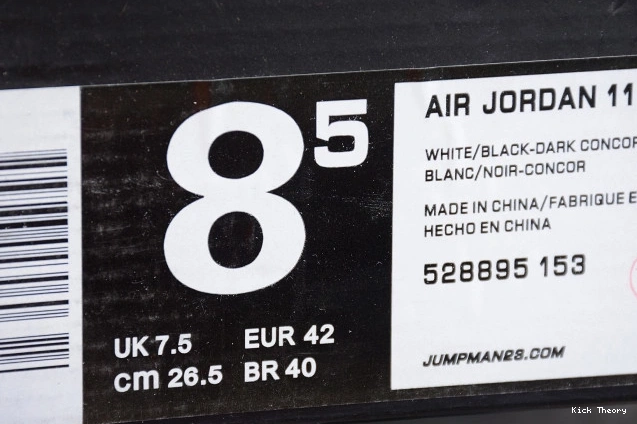 8 5
UK 7.5 EUR 42
cm 26.5 BR 40
AIR JORDAN 11
WHITE/BLACK-DARK CONCOR
BLANC/NOIR-CONCOR
MADE IN CHINA/FABRIQUE E
HECHO EN CHINA
528895 153
JUMPMAN23.COM
Kick Theory